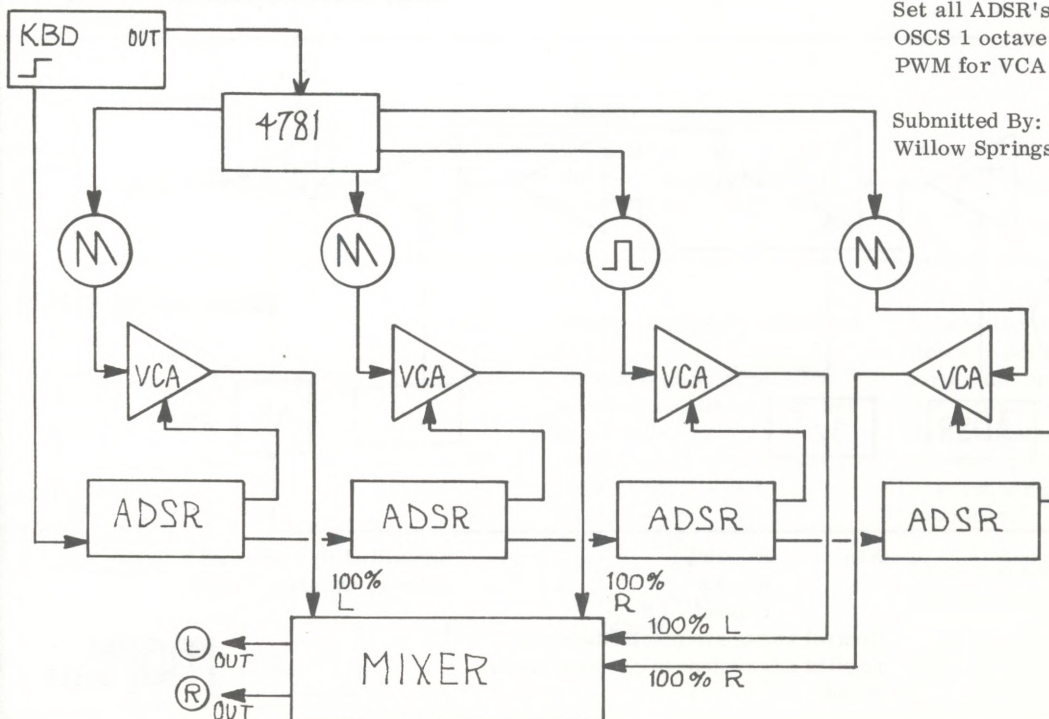 Set all ADSR's
OSCS 1 octave
PWM for VCA
Submitted By:
Willow Springs
KBD OUT
4781
VCA
VCA
VCA
VCA
ADSR
ADSR
ADSR
ADSR
100%
L
100%
R
100% L
100% R
MIXER
L OUT
R OUT